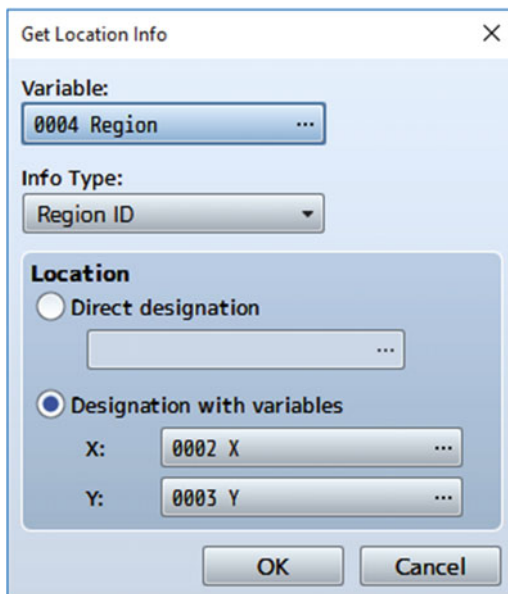 Get Location Info
Variable:
0004 Region ...
Info Type:
Region ID
Location
Direct designation
...
Designation with variables
X: 0002 X ...
Y: 0003 Y ...
OK Cancel